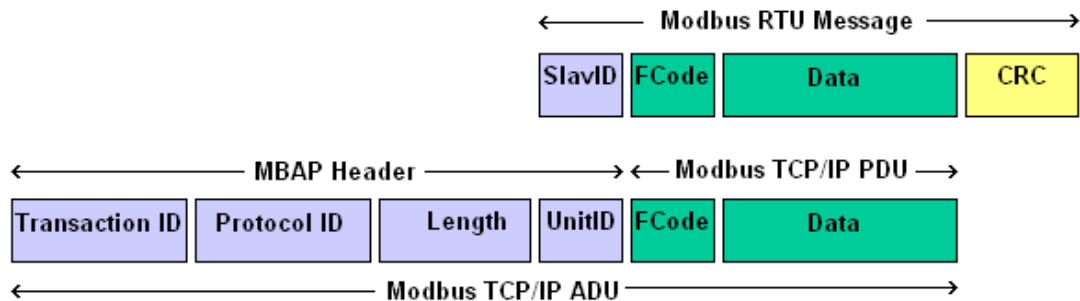 Modbus RTU Message
SlavID FCode Data CRC
MBAP Header Modbus TCP/IP PDU
Transaction ID Protocol ID Length UnitID FCode Data
Modbus TCP/IP ADU